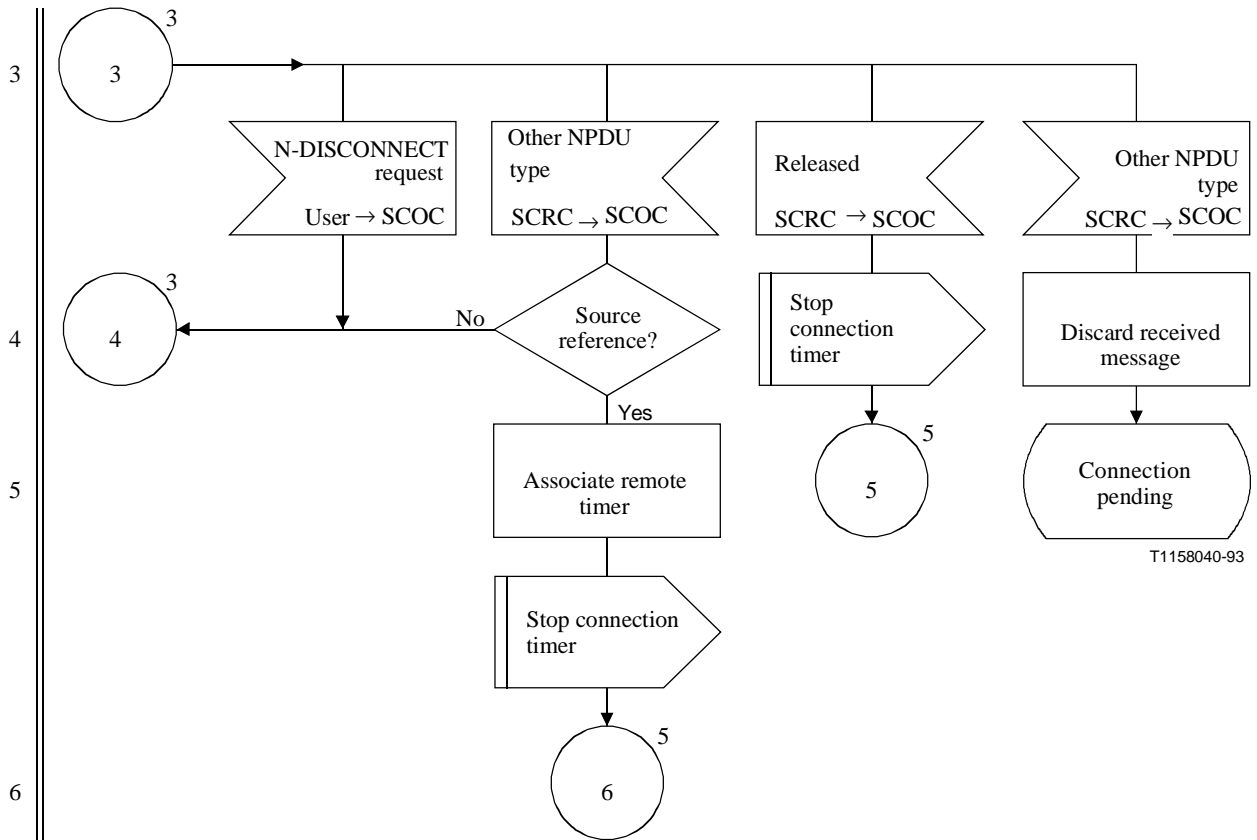 3
3
3
N-DISCONNECT
request
User → SCOC
Other NPDU
type
SCRC → SCOC
Released
SCRC → SCOC
Other NPDU
type
SCRC → SCOC
4
3
4
No
Source
reference?
Yes
Stop
connection
timer
Discard received
message
5
Associate remote
timer
5
5
Connection
pending
T1158040-93
Stop connection
timer
6
5
6